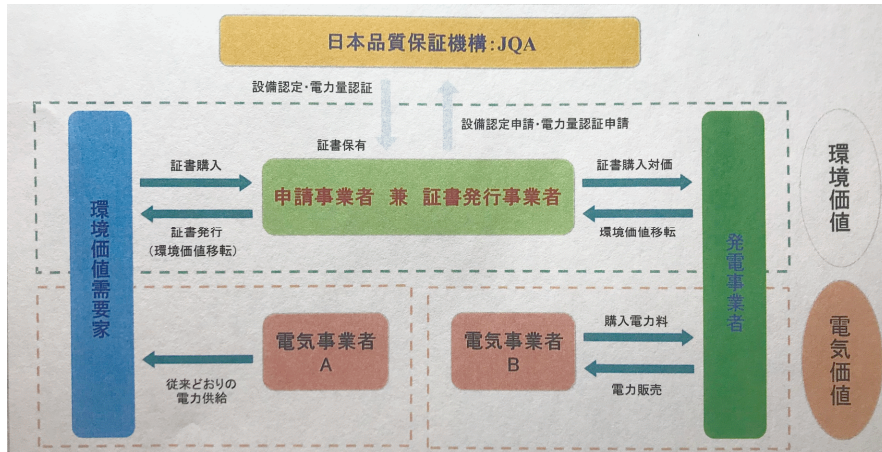 日本品質保証機構:JQA
設備認定・電力量認証
設備認定申請・電力量認証申請
証書保有
証書購入
申請事業者 兼 証書発行事業者
証書購入対価
証書発行
(環境価値移転)
環境価値移転
環境価値需要家
発電事業者
環境価値
電気事業者
A
電気事業者
B
購入電力料
従来どおりの
電力供給
電力販売
電気価値